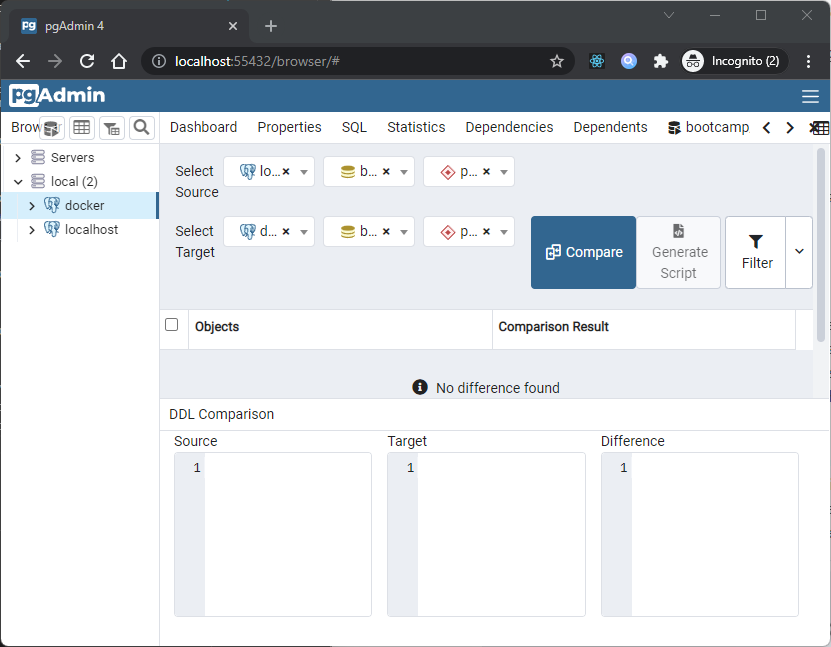 pgAdmin 4
localhost:55432/browser/#
Incognito (2)
pgAdmin
Brow
Dashboard Properties SQL Statistics Dependencies Dependents bootcamp
Servers
local (2)
docker
localhost
Select Source
lo... b... p...
Select Target
d... b... p...
Compare
Generate Script
Filter
Objects Comparison Result
No difference found
DDL Comparison
Source Target Difference
1 1 1